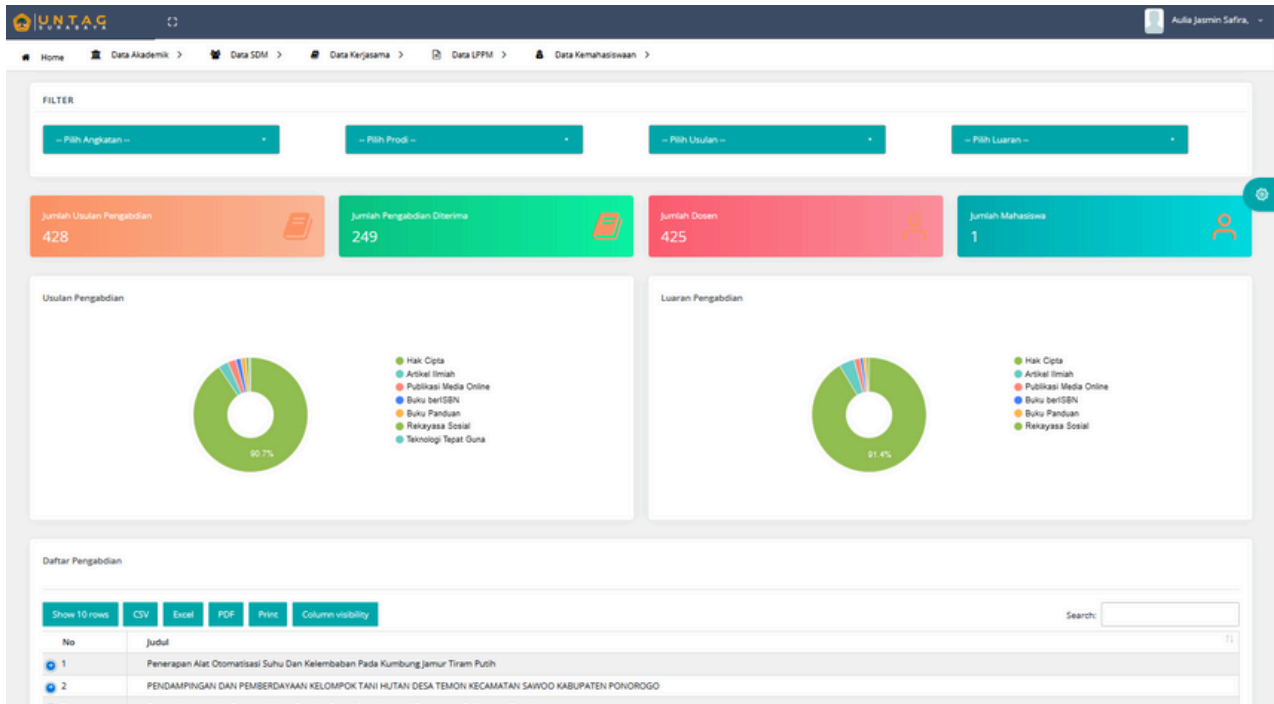 UNTAG
SURABAYA
Aulia Jasmin Safira,
Home
Data Akademik >
Data SDM >
Data Kerjasama >
Data LPPM >
Data Kemahasiswaan >
FILTER
-- Pilih Angkatan --
-- Pilih Prodi --
-- Pilih Usulan --
-- Pilih Luaran --
Jumlah Usulan Pengabdian
428
Jumlah Pengabdian Diterima
249
Jumlah Dosen
425
Jumlah Mahasiswa
1
Usulan Pengabdian
90.7%
Hak Cipta
Artikel Ilmiah
Publikasi Media Online
Buku berISBN
Buku Panduan
Rekayasa Sosial
Teknologi Tepat Guna
Luaran Pengabdian
91.4%
Hak Cipta
Artikel Ilmiah
Publikasi Media Online
Buku berISBN
Buku Panduan
Rekayasa Sosial
Daftar Pengabdian
Show 10 rows
CSV
Excel
PDF
Print
Column visibility
Search:
No Judul
1 Penerapan Alat Otomatisasi Suhu Dan Kelembaban Pada Kumbung Jamur Tiram Putih
2 PENDAMPINGAN DAN PEMBERDAYAAN KELOMPOK TANI HUTAN DESA TEMON KECAMATAN SAWOO KABUPATEN PONOROGO